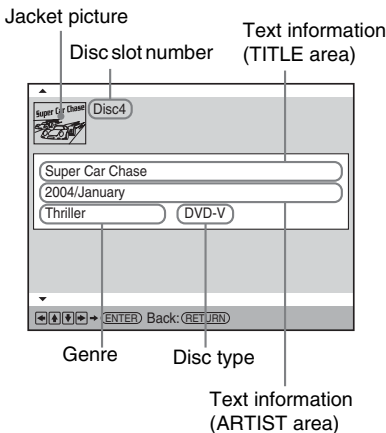 Jacket picture
Disc slot number
Text information
(TITLE area)
Super Car Chase
Disc4
Super Car Chase
2004/January
Thriller
DVD-V
ENTER Back: RETURN
Genre
Disc type
Text information
(ARTIST area)